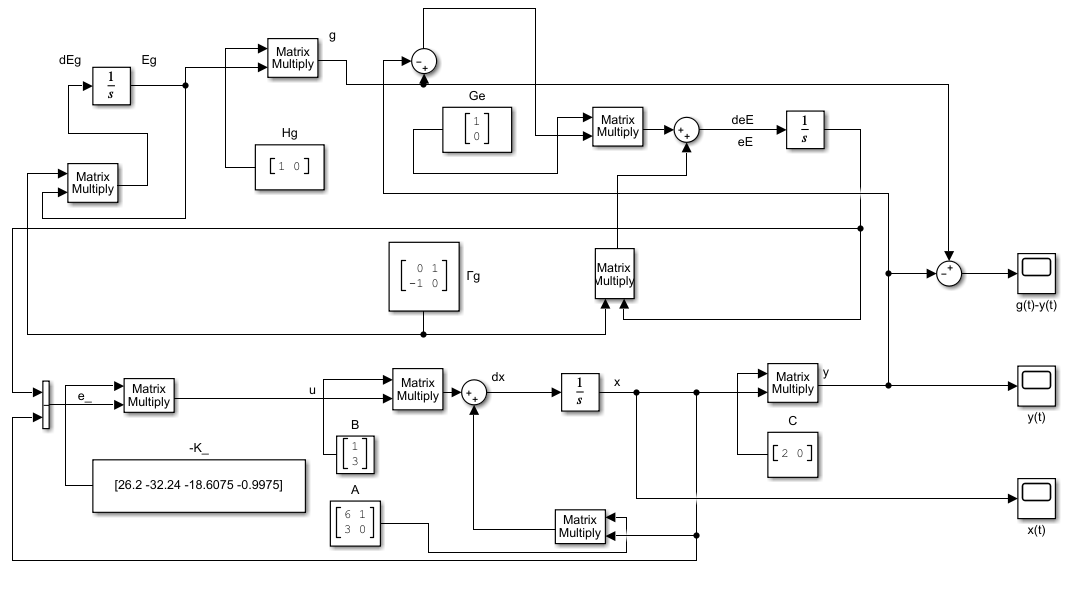 g
dEg
Eg
1
s
Matrix
Multiply
−
+
Ge
1
0
Matrix
Multiply
+
+
deE
eE
1
s
Hg
1 0
Matrix
Multiply
0 1
−1 0
Гg
Matrix
Multiply
−
+
g(t)-y(t)
e_
Matrix
Multiply
u
Matrix
Multiply
+
+
dx
1
s
x
Matrix
Multiply
y
y(t)
-K_
[26.2 -32.24 -18.6075 -0.9975]
B
1
3
C
2 0
A
6 1
3 0
Matrix
Multiply
x(t)